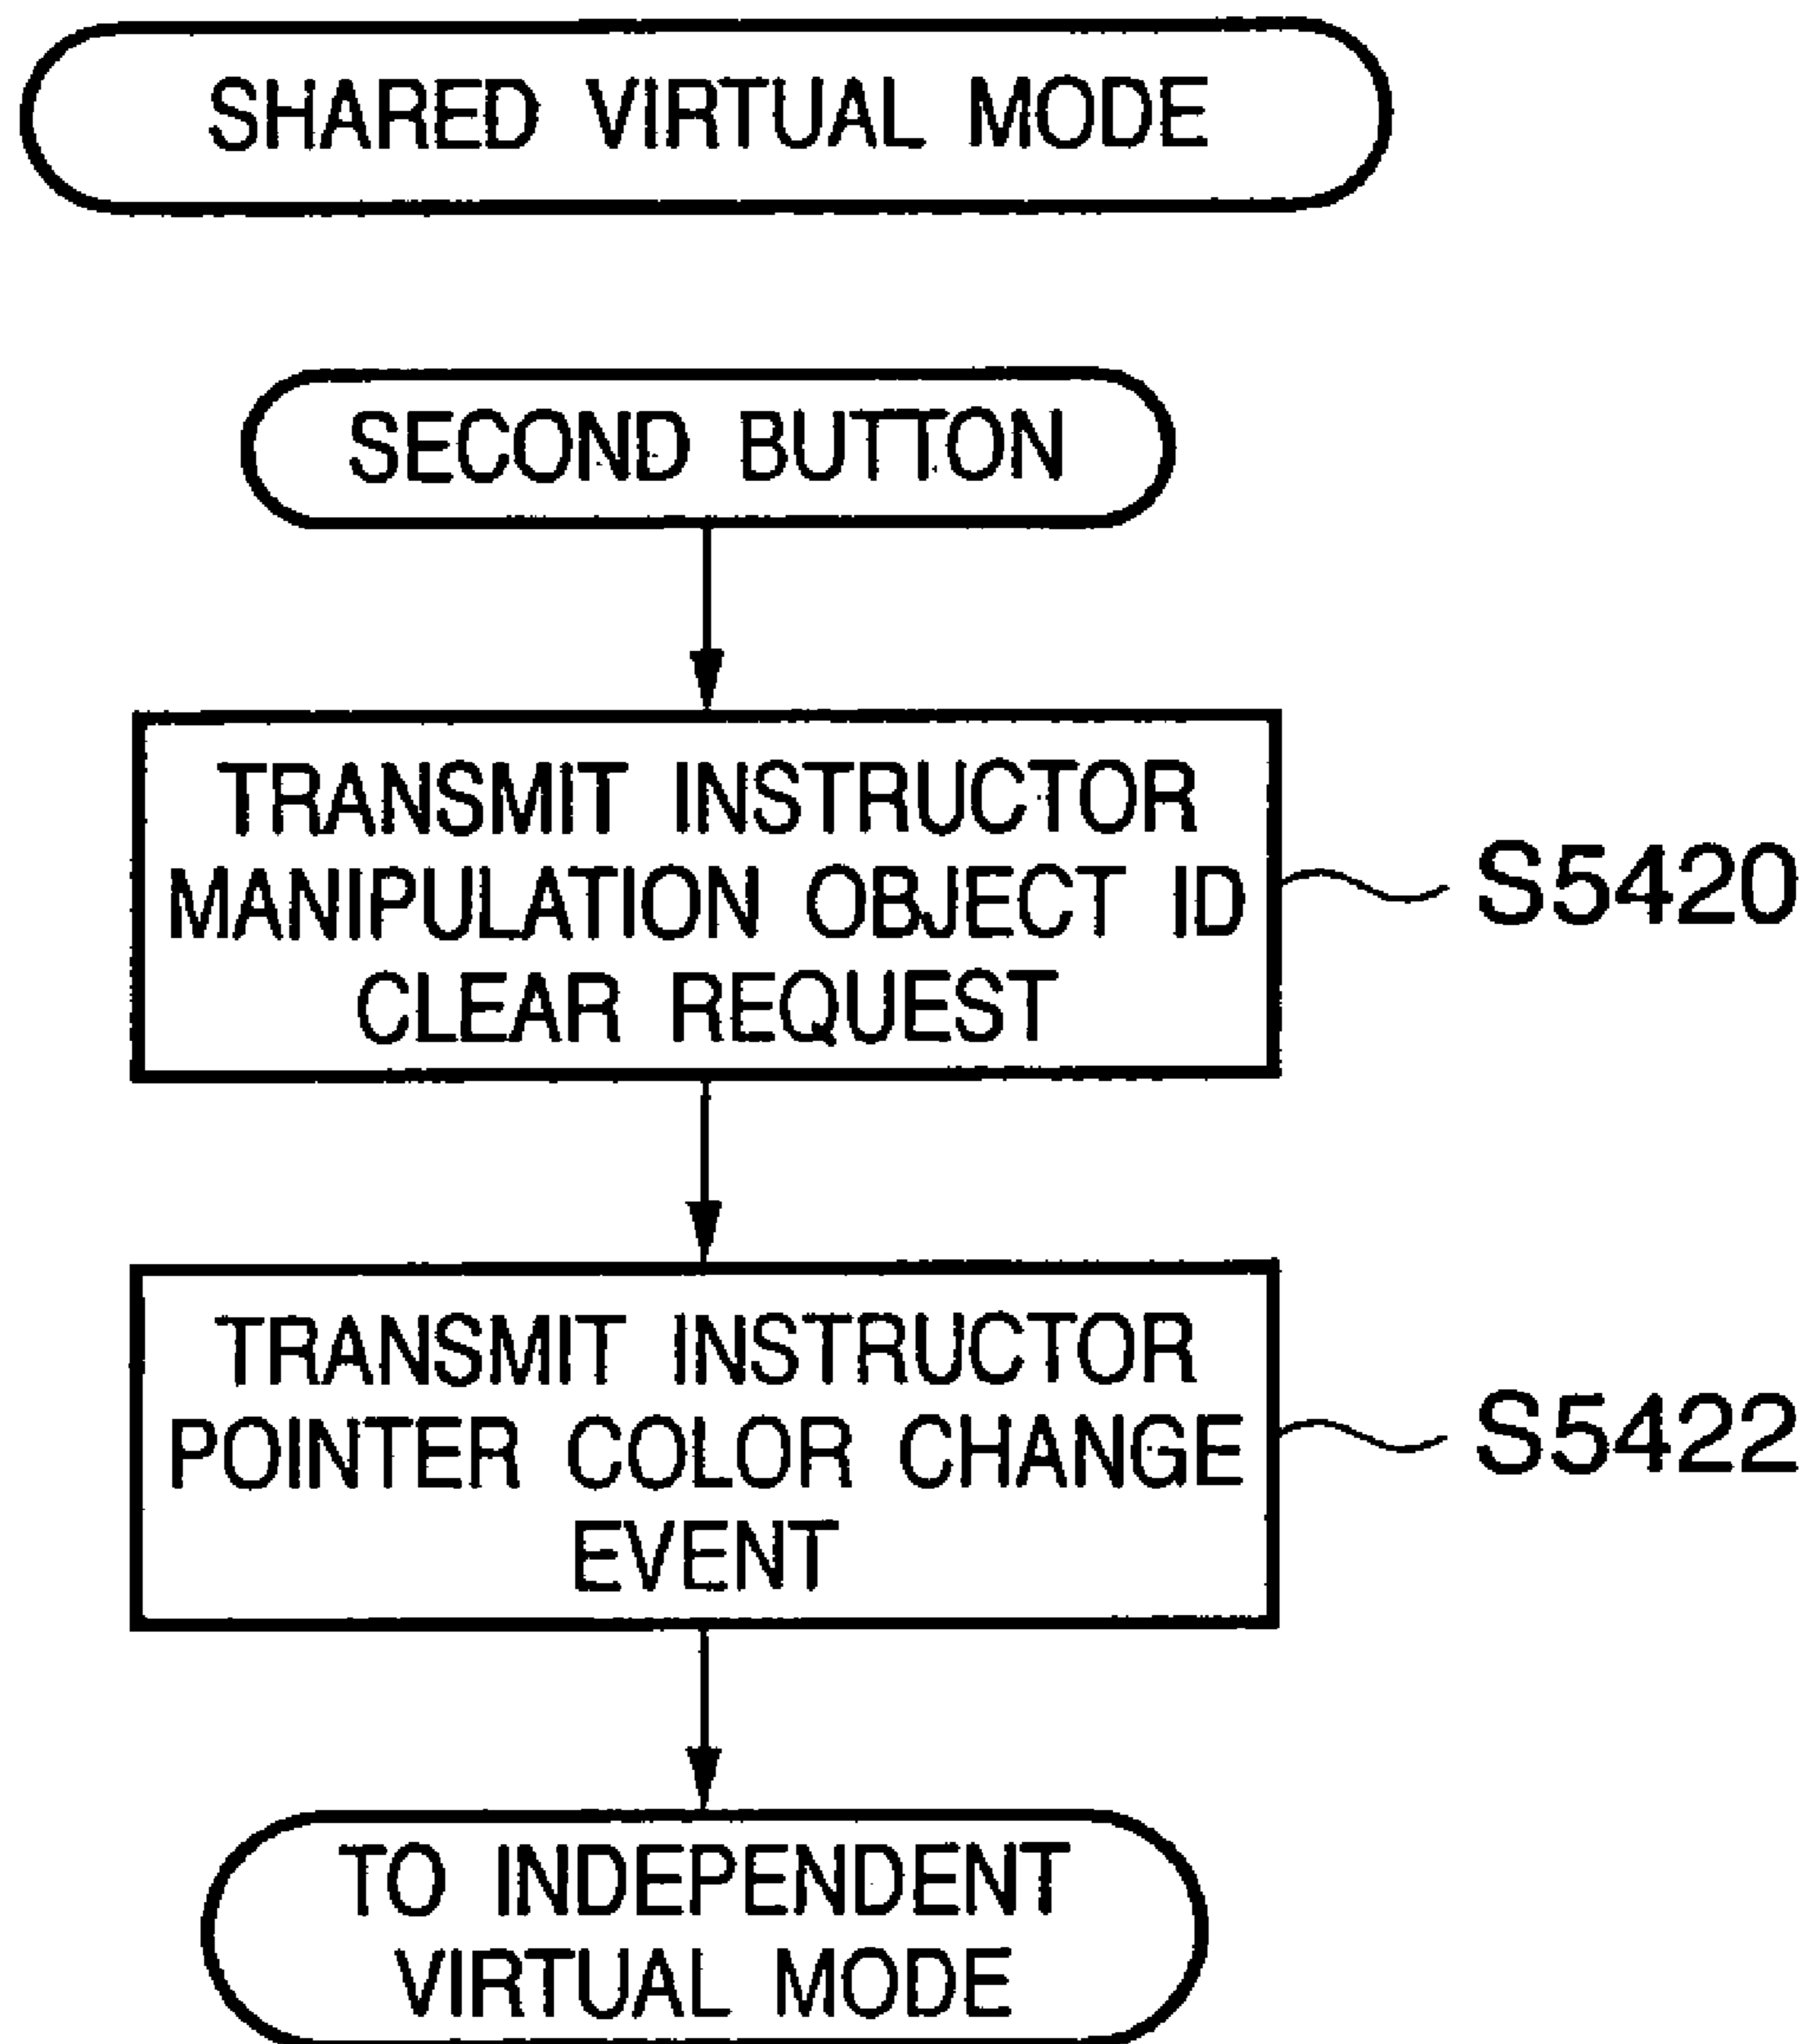 SHARED VIRTUAL MODE
SECOND BUTTON
TRANSMIT INSTRUCTOR
MANIPULATION OBJECT ID
CLEAR REQUEST
S5420
TRANSMIT INSTRUCTOR
POINTER COLOR CHANGE
EVENT
S5422
TO INDEPENDENT
VIRTUAL MODE